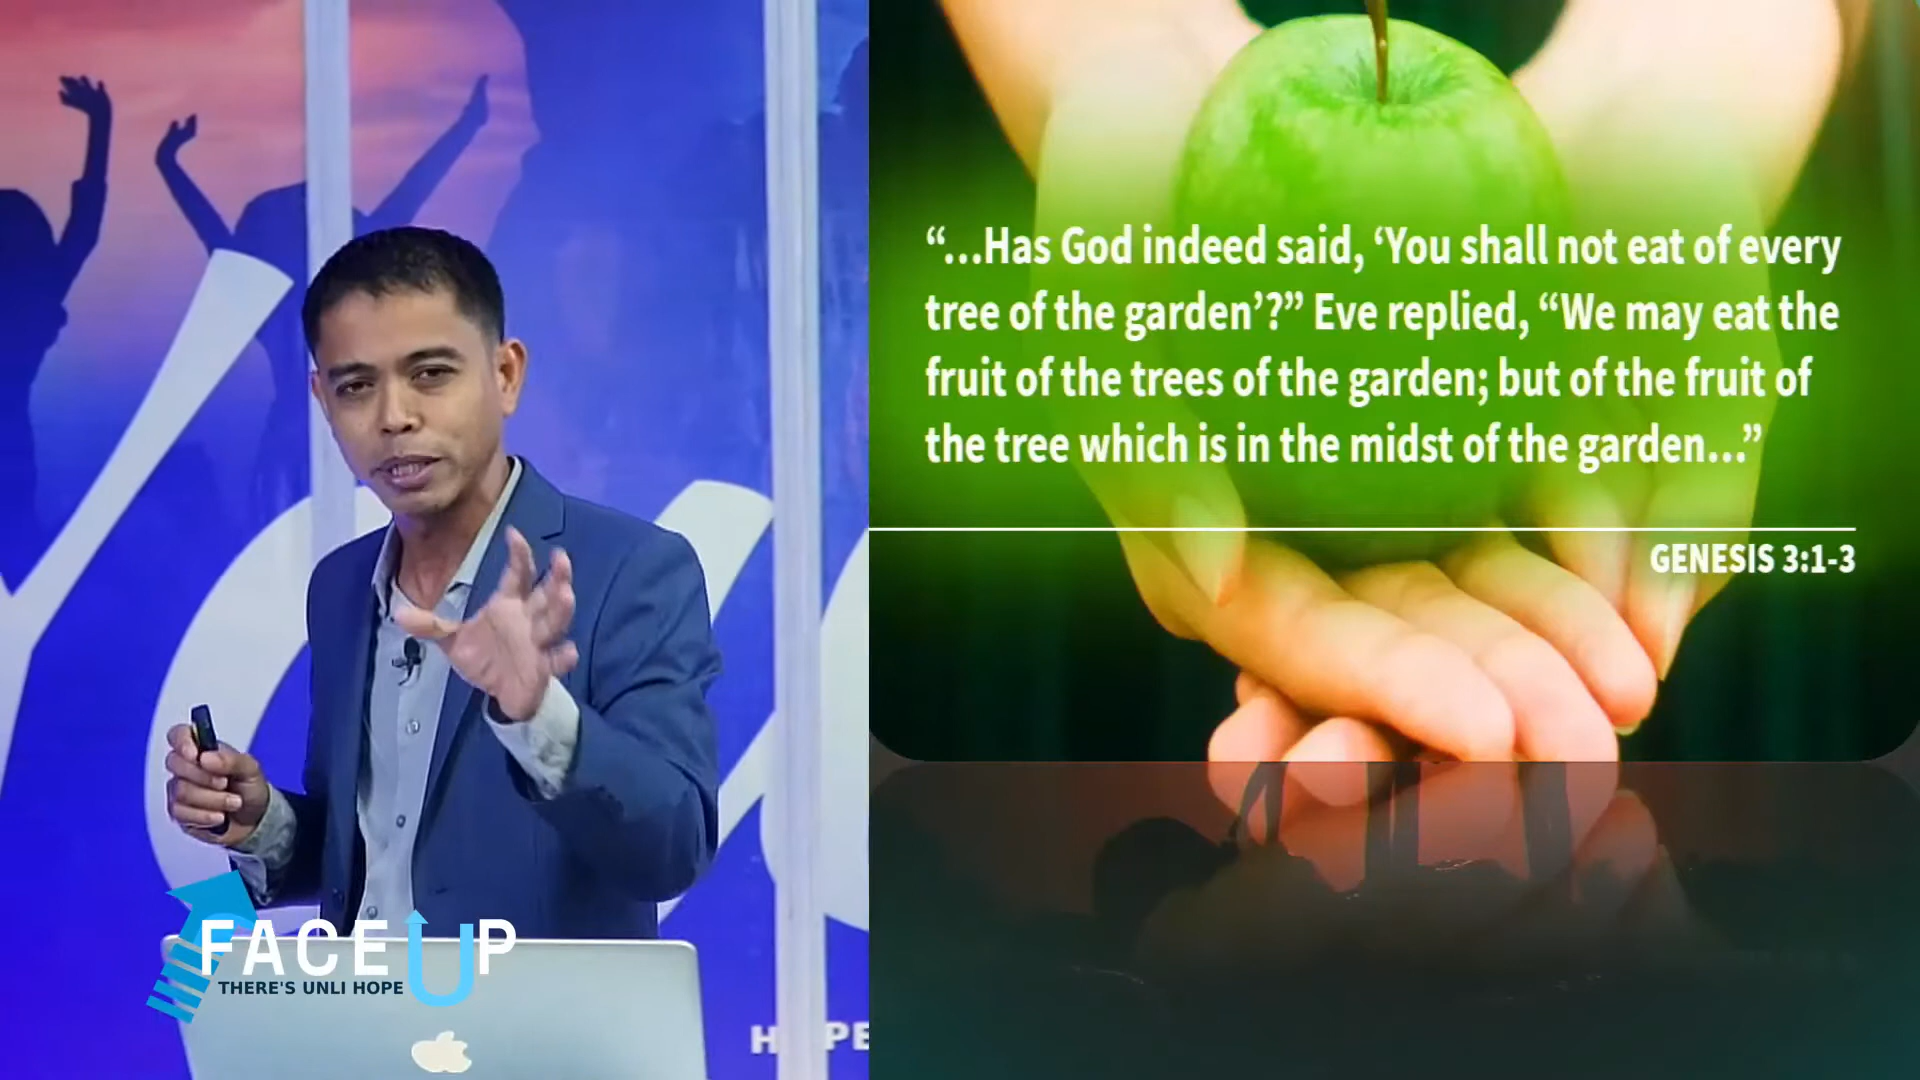 “...Has God indeed said, ‘You shall not eat of every
tree of the garden’?” Eve replied, “We may eat the
fruit of the trees of the garden; but of the fruit of
the tree which is in the midst of the garden...”
GENESIS 3:1-3
FACE UP
THERE'S UNLI HOPE